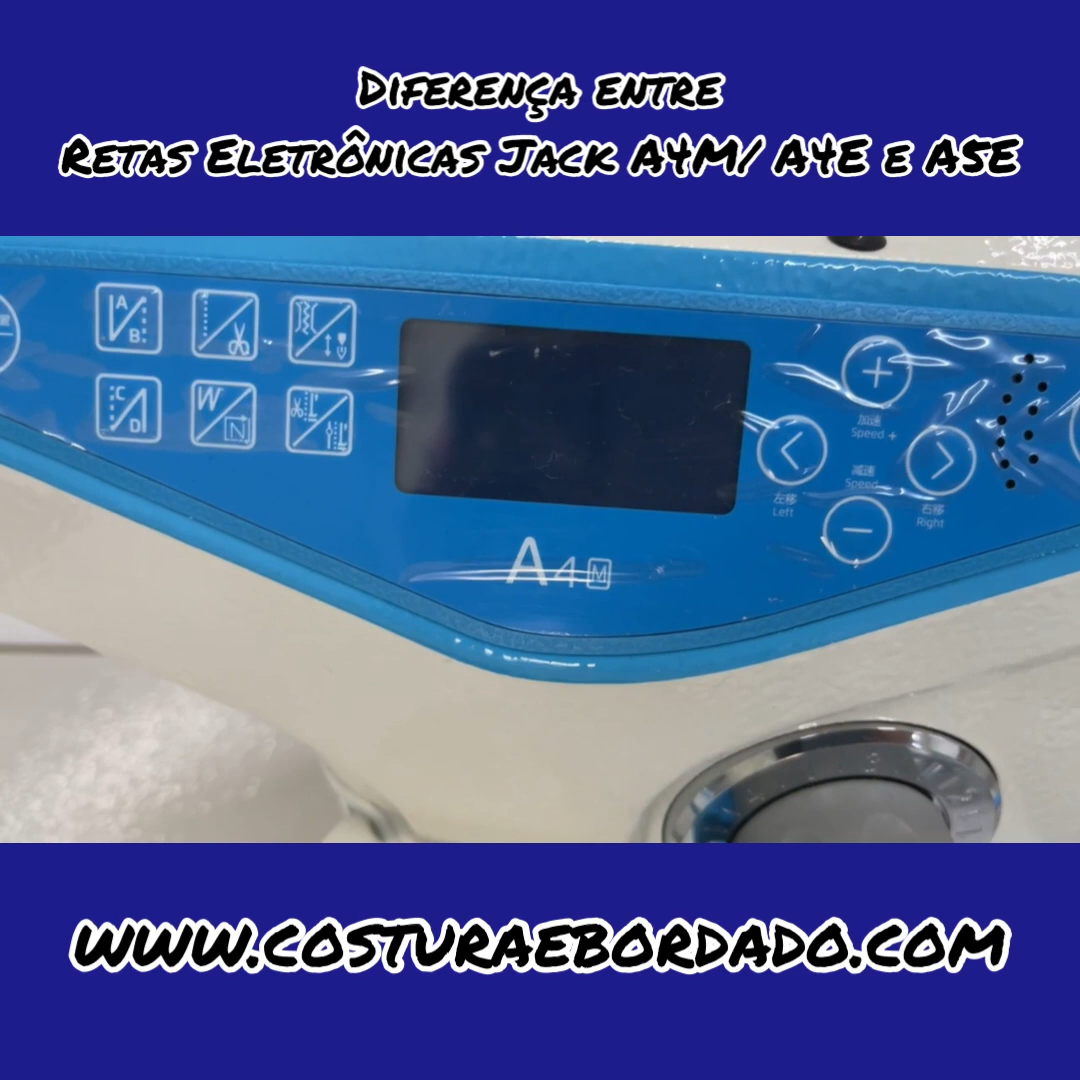 Diferença entre
Retas Eletrônicas Jack A4M/ A4E e A5E
A
B
C
D
W
N
加速
Speed +
左移
Left
减速
Speed -
右移
Right
A4M
www.costuraebordado.com